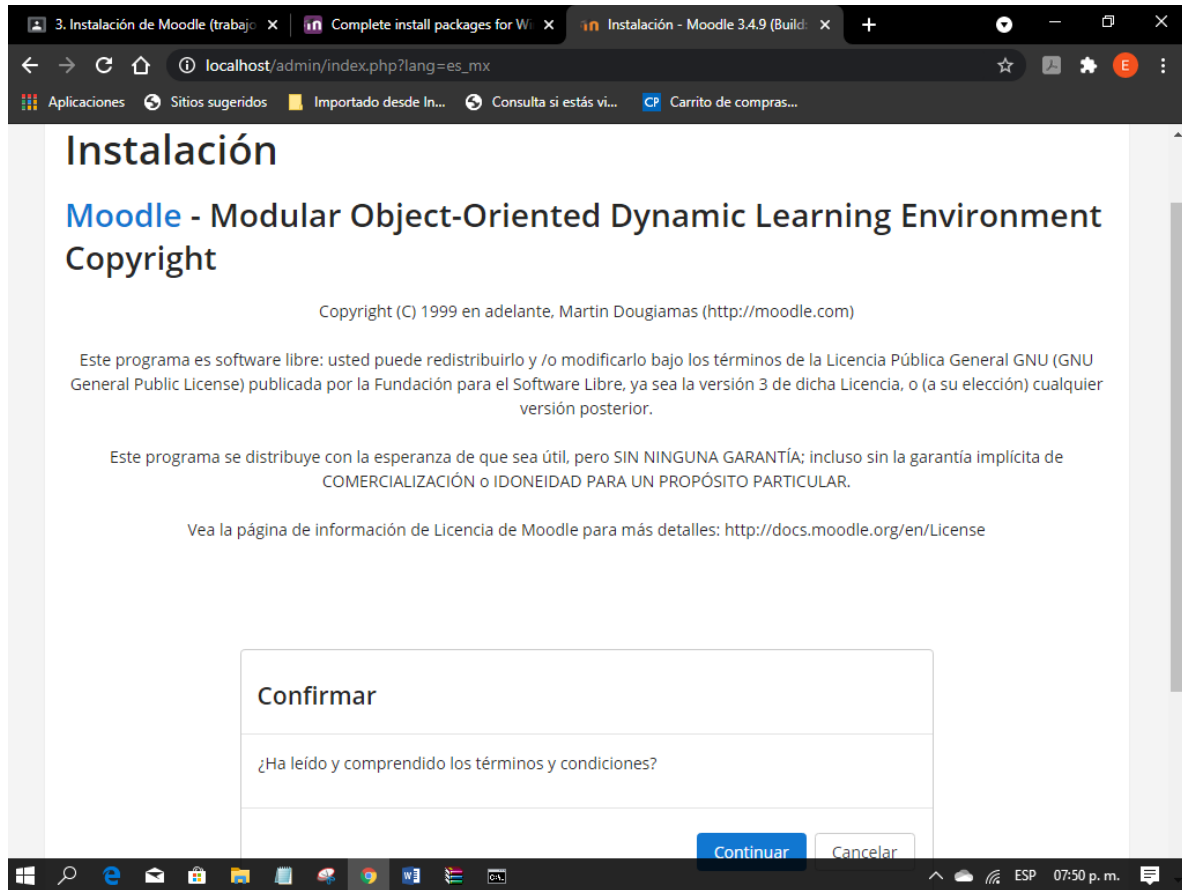 3. Instalación de Moodle (trabajo
Complete install packages for Wi
Instalación - Moodle 3.4.9 (Build:
localhost/admin/index.php?lang=es_mx
E
Aplicaciones
Sitios sugeridos
Importado desde In...
Consulta si estás vi...
CP Carrito de compras...
Instalación
Moodle - Modular Object-Oriented Dynamic Learning Environment
Copyright
Copyright (C) 1999 en adelante, Martin Dougiamas (http://moodle.com)
Este programa es software libre: usted puede redistribuirlo y /o modificarlo bajo los términos de la Licencia Pública General GNU (GNU
General Public License) publicada por la Fundación para el Software Libre, ya sea la versión 3 de dicha Licencia, o (a su elección) cualquier
versión posterior.
Este programa se distribuye con la esperanza de que sea útil, pero SIN NINGUNA GARANTÍA; incluso sin la garantía implícita de
COMERCIALIZACIÓN o IDONEIDAD PARA UN PROPÓSITO PARTICULAR.
Vea la página de información de Licencia de Moodle para más detalles: http://docs.moodle.org/en/License
Confirmar
¿Ha leído y comprendido los términos y condiciones?
Continuar
Cancelar
ESP
07:50 p. m.